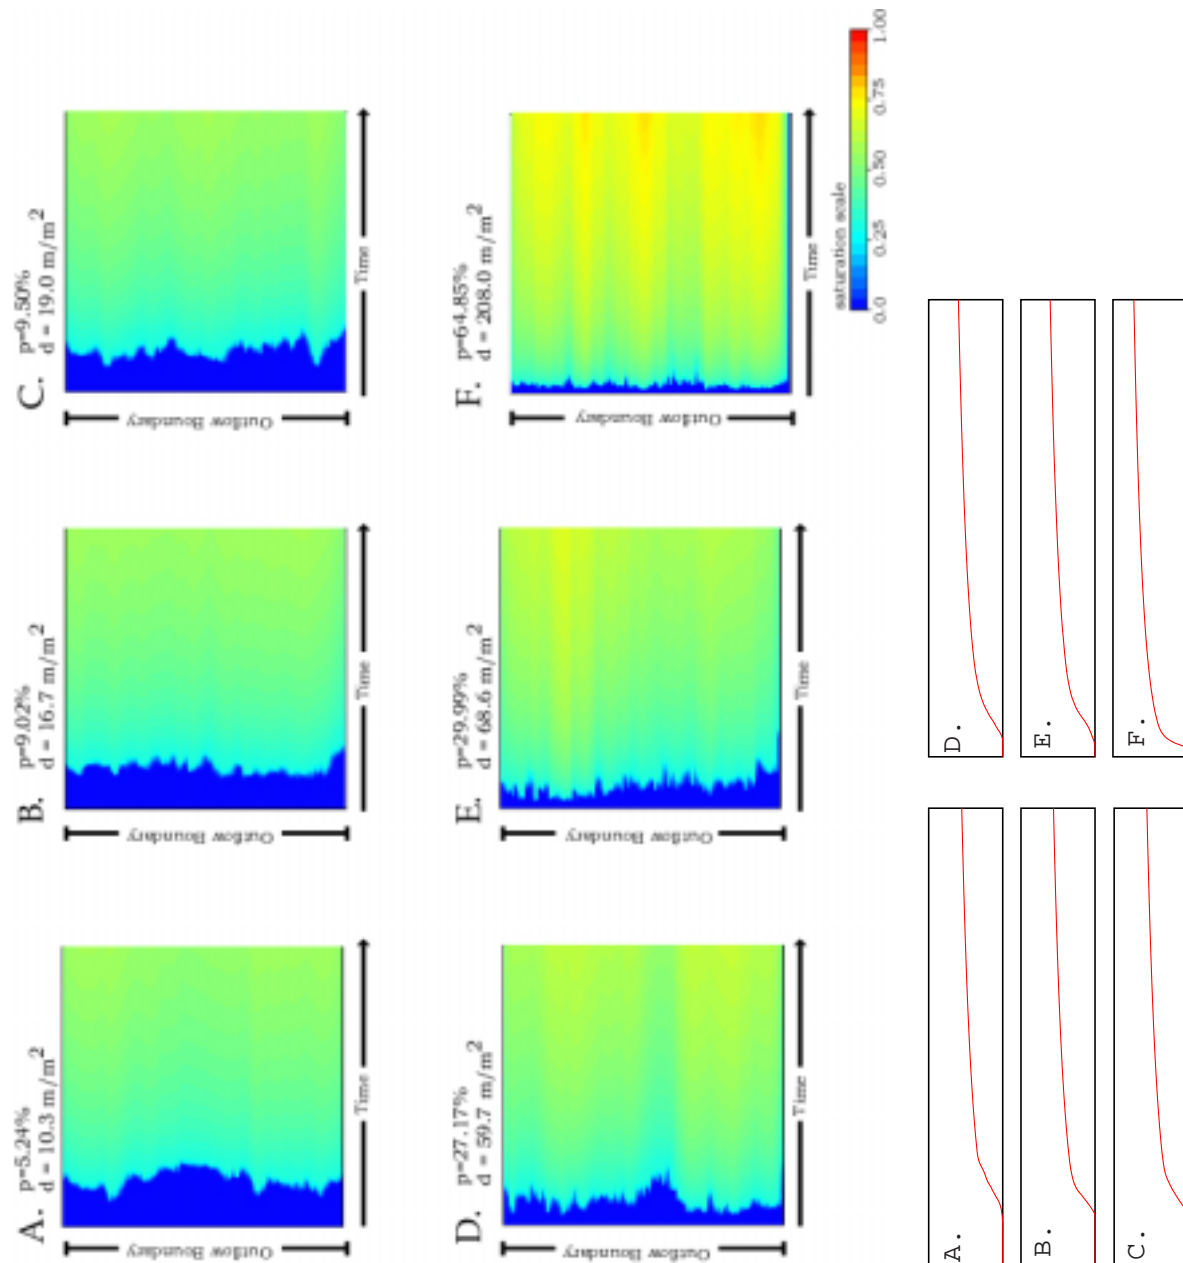 A.
p=5.24%
d = 10.3 m/m2
Outflow Boundary
Time
B.
p=9.02%
d = 16.7 m/m2
Outflow Boundary
Time
C.
p=9.50%
d = 19.0 m/m2
Outflow Boundary
Time
D.
p=27.17%
d = 59.7 m/m2
Outflow Boundary
Time
E.
p=29.99%
d = 68.6 m/m2
Outflow Boundary
Time
F.
p=64.85%
d = 208.0 m/m2
Outflow Boundary
Time
saturation scale
0.0 0.25 0.50 0.75 1.00
A.
B.
C.
D.
E.
F.